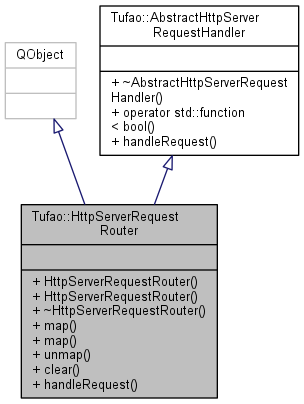 QObject
Tufao::AbstractHttpServer
RequestHandler
+ ~AbstractHttpServerRequest
Handler()
+ operator std::function
< bool()
+ handleRequest()
Tufao::HttpServerRequest
Router
+ HttpServerRequestRouter()
+ HttpServerRequestRouter()
+ ~HttpServerRequestRouter()
+ map()
+ map()
+ unmap()
+ clear()
+ handleRequest()